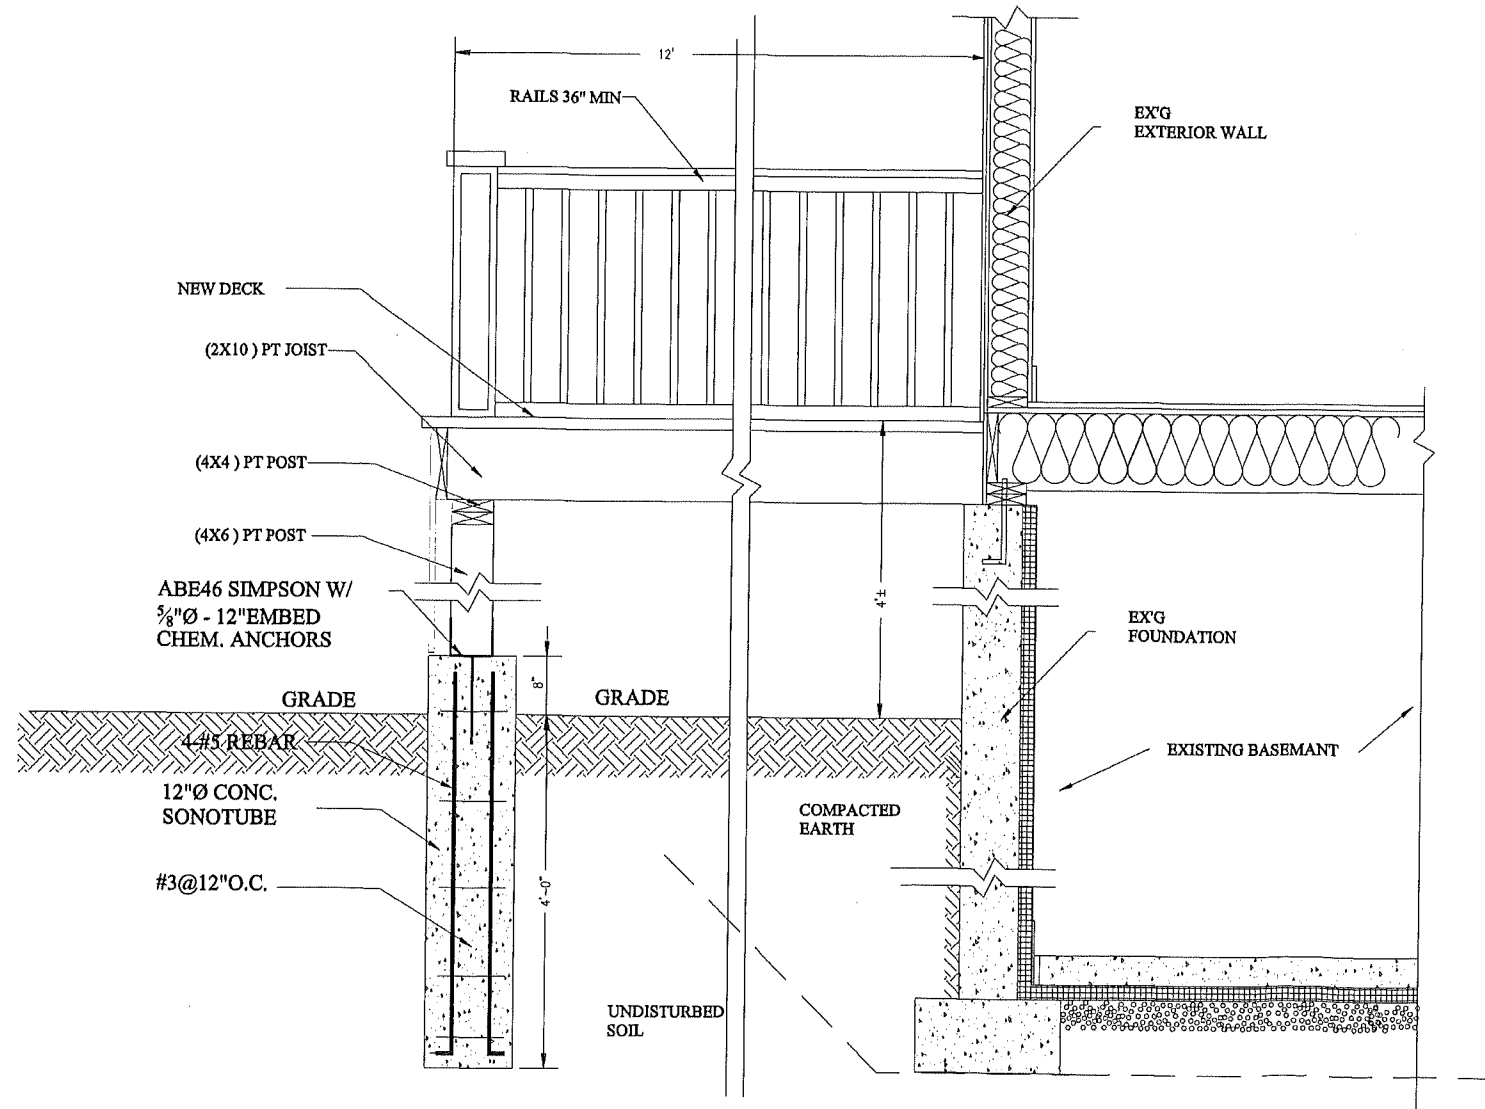 12'
RAILS 36" MIN
EX'G
EXTERIOR WALL
NEW DECK
(2X10 ) PT JOIST
(4X4 ) PT POST
(4X6 ) PT POST
ABE46 SIMPSON W/
⅝"Ø - 12"EMBED
CHEM. ANCHORS
4'±
EX'G
FOUNDATION
8"
GRADE
GRADE
4-#5 REBAR
EXISTING BASEMANT
12"Ø CONC.
SONOTUBE
COMPACTED
EARTH
#3@12"O.C.
4'-0"
UNDISTURBED
SOIL